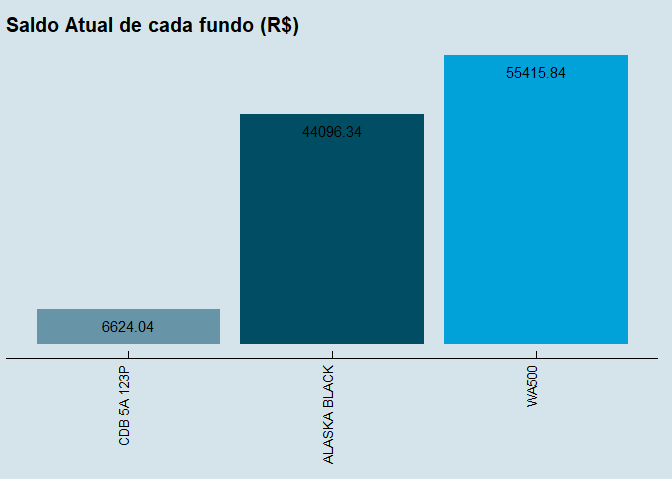 Saldo Atual de cada fundo (R$)
55415.84
44096.34
6624.04
CDB 5A 123P
ALASKA BLACK
WA500